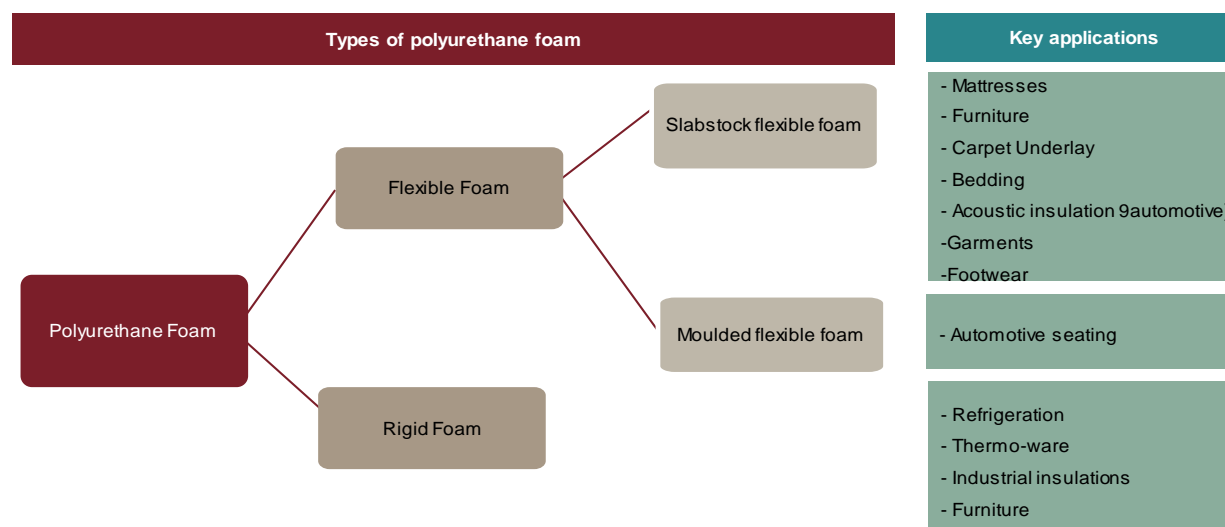 Types of polyurethane foam
Key applications
Polyurethane Foam
Flexible Foam
Rigid Foam
Slabstock flexible foam
Moulded flexible foam
- Mattresses
- Furniture
- Carpet Underlay
- Bedding
- Acoustic insulation 9automotive)
-Garments
-Footwear
- Automotive seating
- Refrigeration
- Thermo-ware
- Industrial insulations
- Furniture